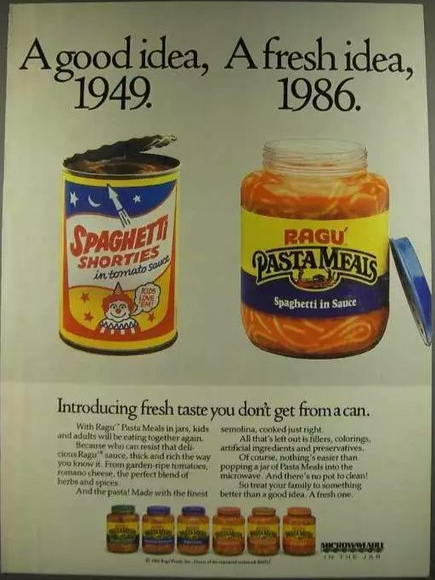 A good idea,
1949.
A fresh idea,
1986.
SPAGHETTI
SHORTIES
in tomato sauce
KIDS
LOVE
EM!
RAGÚ
PASTA MEALS
Spaghetti in Sauce
Introducing fresh taste you don't get from a can.
With Ragu Pasta Meals in jars, kids
and adults will be eating together again.
Because who can resist that deli-
cious Ragu sauce, thick and rich the way
you know it. From garden-ripe tomatoes,
romano cheese, the perfect blend of
herbs and spices.
And the pasta! Made with the finest
semolina, cooked just right.
All that's left out is fillers, colorings,
artificial ingredients and preservatives.
Of course, nothing's easier than
popping a jar of Pasta Meals into the
microwave. And there's no pot to clean!
So treat your family to something
better than a good idea. A fresh one.
MICROWAVEABLE
IN THE JAR